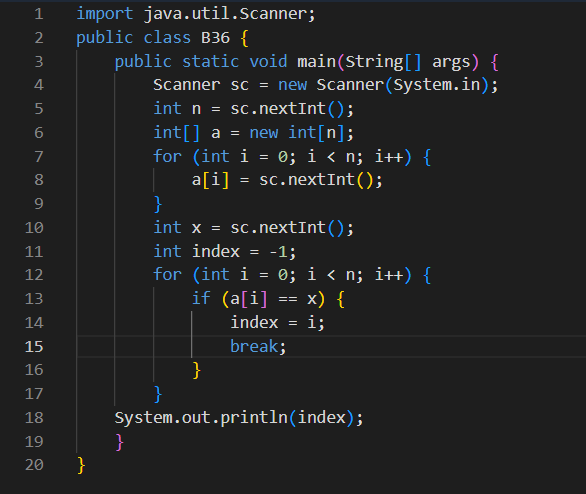 1 import java.util.Scanner;
2 public class B36 {
3     public static void main(String[] args) {
4         Scanner sc = new Scanner(System.in);
5         int n = sc.nextInt();
6         int[] a = new int[n];
7         for (int i = 0; i < n; i++) {
8             a[i] = sc.nextInt();
9         }
10         int x = sc.nextInt();
11         int index = -1;
12         for (int i = 0; i < n; i++) {
13             if (a[i] == x) {
14                 index = i;
15                 break;
16             }
17         }
18     System.out.println(index);
19     }
20 }